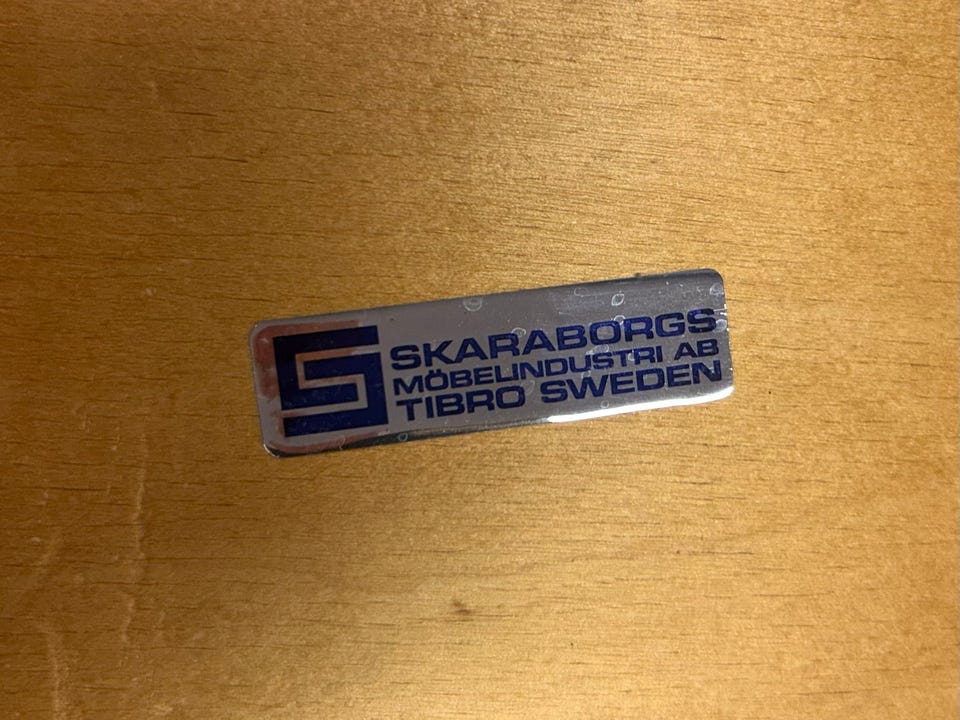 S SKARABORGS
MÖBELINDUSTRI AB
TIBRO SWEDEN